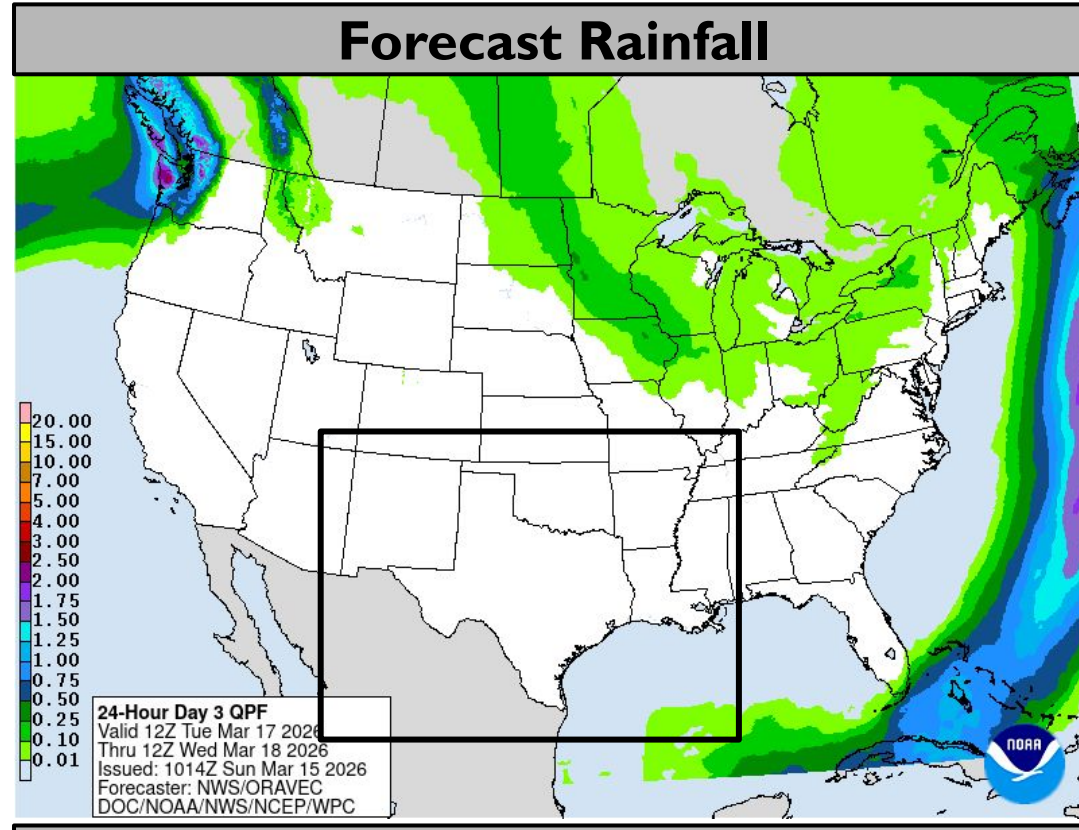 Forecast Rainfall
20.00
15.00
10.00
7.00
5.00
4.00
3.00
2.50
2.00
1.75
1.50
1.25
1.00
0.75
0.50
0.25
0.10
0.01
24-Hour Day 3 QPF
Valid 12Z Tue Mar 17 2026
Thru 12Z Wed Mar 18 2026
Issued: 1014Z Sun Mar 15 2026
Forecaster: NWS/ORAVEC
DOC/NOAA/NWS/NCEP/WPC
NOAA